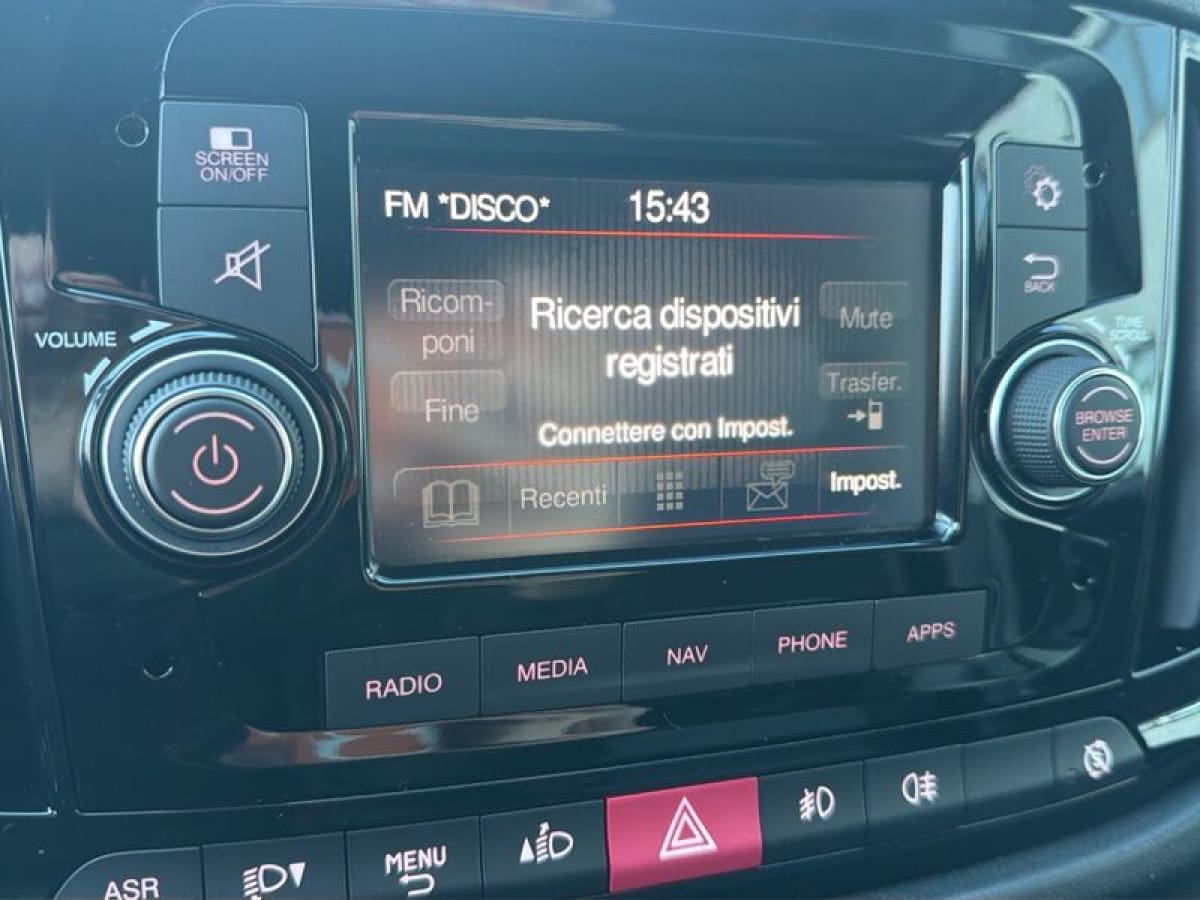 SCREEN
ON/OFF
FM *DISCO* 15:43
BACK
VOLUME
TUNE
SCROLL
Ricom-
poni
Ricerca dispositivi
registrati
Mute
Fine
Trasfer.
BROWSE
ENTER
Connettere con Impost.
Recenti
Impost.
RADIO MEDIA NAV PHONE APPS
ASR
MENU